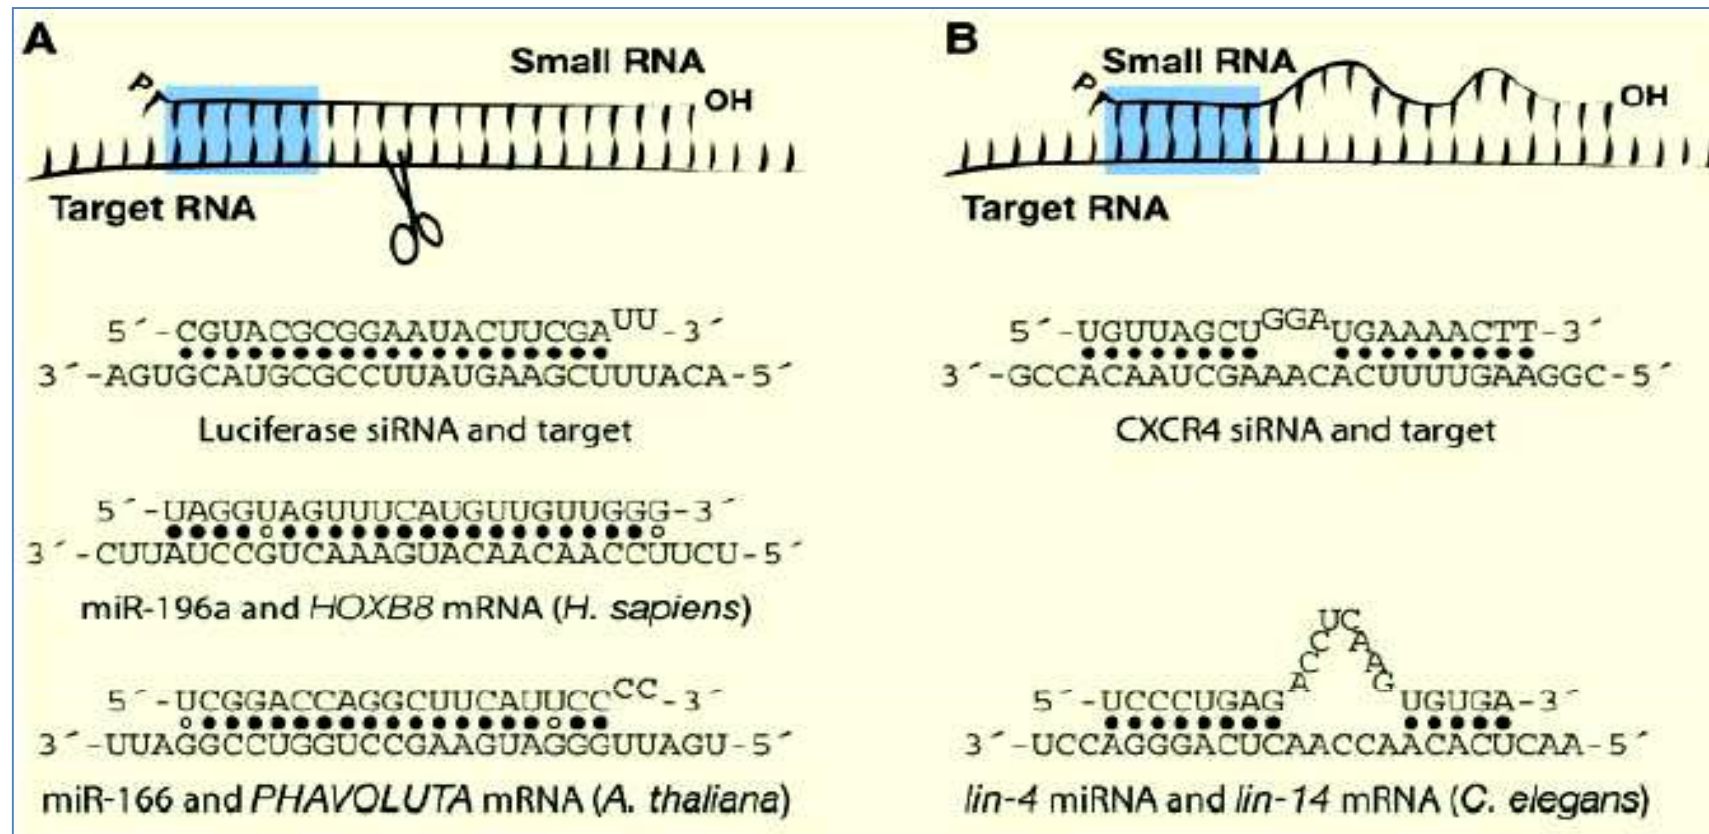 A
Small RNA
P
OH
Target RNA
5´-CGUACGCGGAAUACUUCGAUU-3´
3´-AGUGCAUGCGCCUUAUGAAGCUUUACA-5´
Luciferase siRNA and target
5´-UAGGUAGUUUCAUGUUGUUGGG-3´
3´-CUUAUCCGUCAAAGUACAACAACCUUCU-5´
miR-196a and HOXB8 mRNA (H. sapiens)
5´-UCGGACCAGGCUUCAUUCCCC-3´
3´-UUAGGCCUGGUCCGAAGUAGGGUUAGU-5´
miR-166 and PHAVOLUTA mRNA (A. thaliana)
B
Small RNA
P
OH
Target RNA
5´-UGUUAGCUGGAUGAAAACTT-3´
3´-GCCACAAUCGAAACACUUUUGAAGGC-5´
CXCR4 siRNA and target
5´-UCCCUGAGACCUCAAGUGUGA-3´
3´-UCCAGGGACUCAACCAACACUCAA-5´
lin-4 miRNA and lin-14 mRNA (C. elegans)